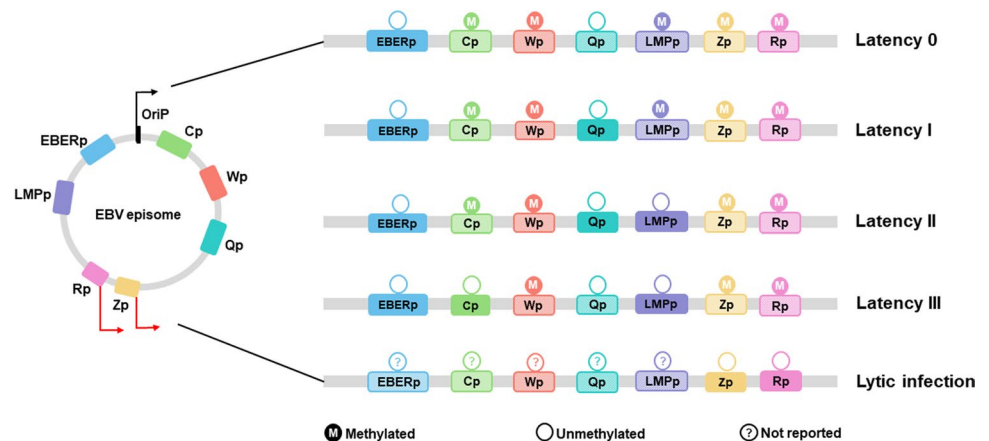 M M M M M
EBERp Cp Wp Qp LMPp Zp Rp Latency 0
M M M M M
EBERp Cp Wp Qp LMPp Zp Rp Latency I
M M M M
EBERp Cp Wp Qp LMPp Zp Rp Latency II
M M M
EBERp Cp Wp Qp LMPp Zp Rp Latency III
? ? ? ? ?
EBERp Cp Wp Qp LMPp Zp Rp Lytic infection
OriP
EBERp
Cp
LMPp
Wp
EBV episome
Qp
Rp
Zp
M Methylated
Unmethylated
? Not reported